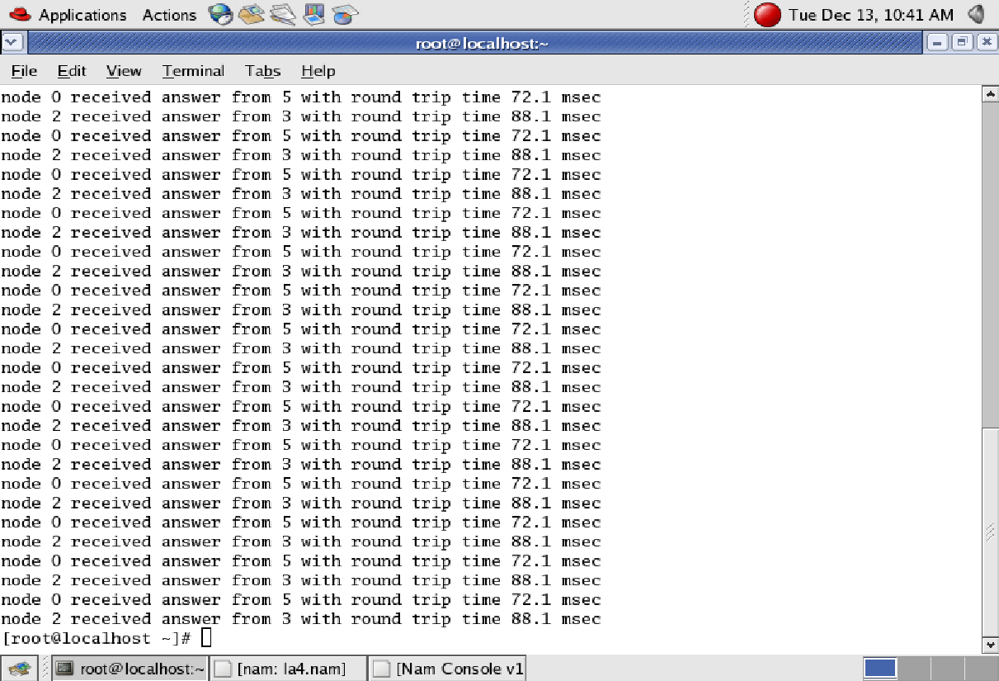 Applications Actions Tue Dec 13, 10:41 AM
root@localhost:~
File Edit View Terminal Tabs Help
node 0 received answer from 5 with round trip time 72.1 msec
node 2 received answer from 3 with round trip time 88.1 msec
node 0 received answer from 5 with round trip time 72.1 msec
node 2 received answer from 3 with round trip time 88.1 msec
node 0 received answer from 5 with round trip time 72.1 msec
node 2 received answer from 3 with round trip time 88.1 msec
node 0 received answer from 5 with round trip time 72.1 msec
node 2 received answer from 3 with round trip time 88.1 msec
node 0 received answer from 5 with round trip time 72.1 msec
node 2 received answer from 3 with round trip time 88.1 msec
node 0 received answer from 5 with round trip time 72.1 msec
node 2 received answer from 3 with round trip time 88.1 msec
node 0 received answer from 5 with round trip time 72.1 msec
node 2 received answer from 3 with round trip time 88.1 msec
node 0 received answer from 5 with round trip time 72.1 msec
node 2 received answer from 3 with round trip time 88.1 msec
node 0 received answer from 5 with round trip time 72.1 msec
node 2 received answer from 3 with round trip time 88.1 msec
node 0 received answer from 5 with round trip time 72.1 msec
node 2 received answer from 3 with round trip time 88.1 msec
node 0 received answer from 5 with round trip time 72.1 msec
node 2 received answer from 3 with round trip time 88.1 msec
node 0 received answer from 5 with round trip time 72.1 msec
node 2 received answer from 3 with round trip time 88.1 msec
node 0 received answer from 5 with round trip time 72.1 msec
node 2 received answer from 3 with round trip time 88.1 msec
node 0 received answer from 5 with round trip time 72.1 msec
node 2 received answer from 3 with round trip time 88.1 msec
[root@localhost ~]#
root@localhost:~ [nam: la4.nam] [Nam Console v1